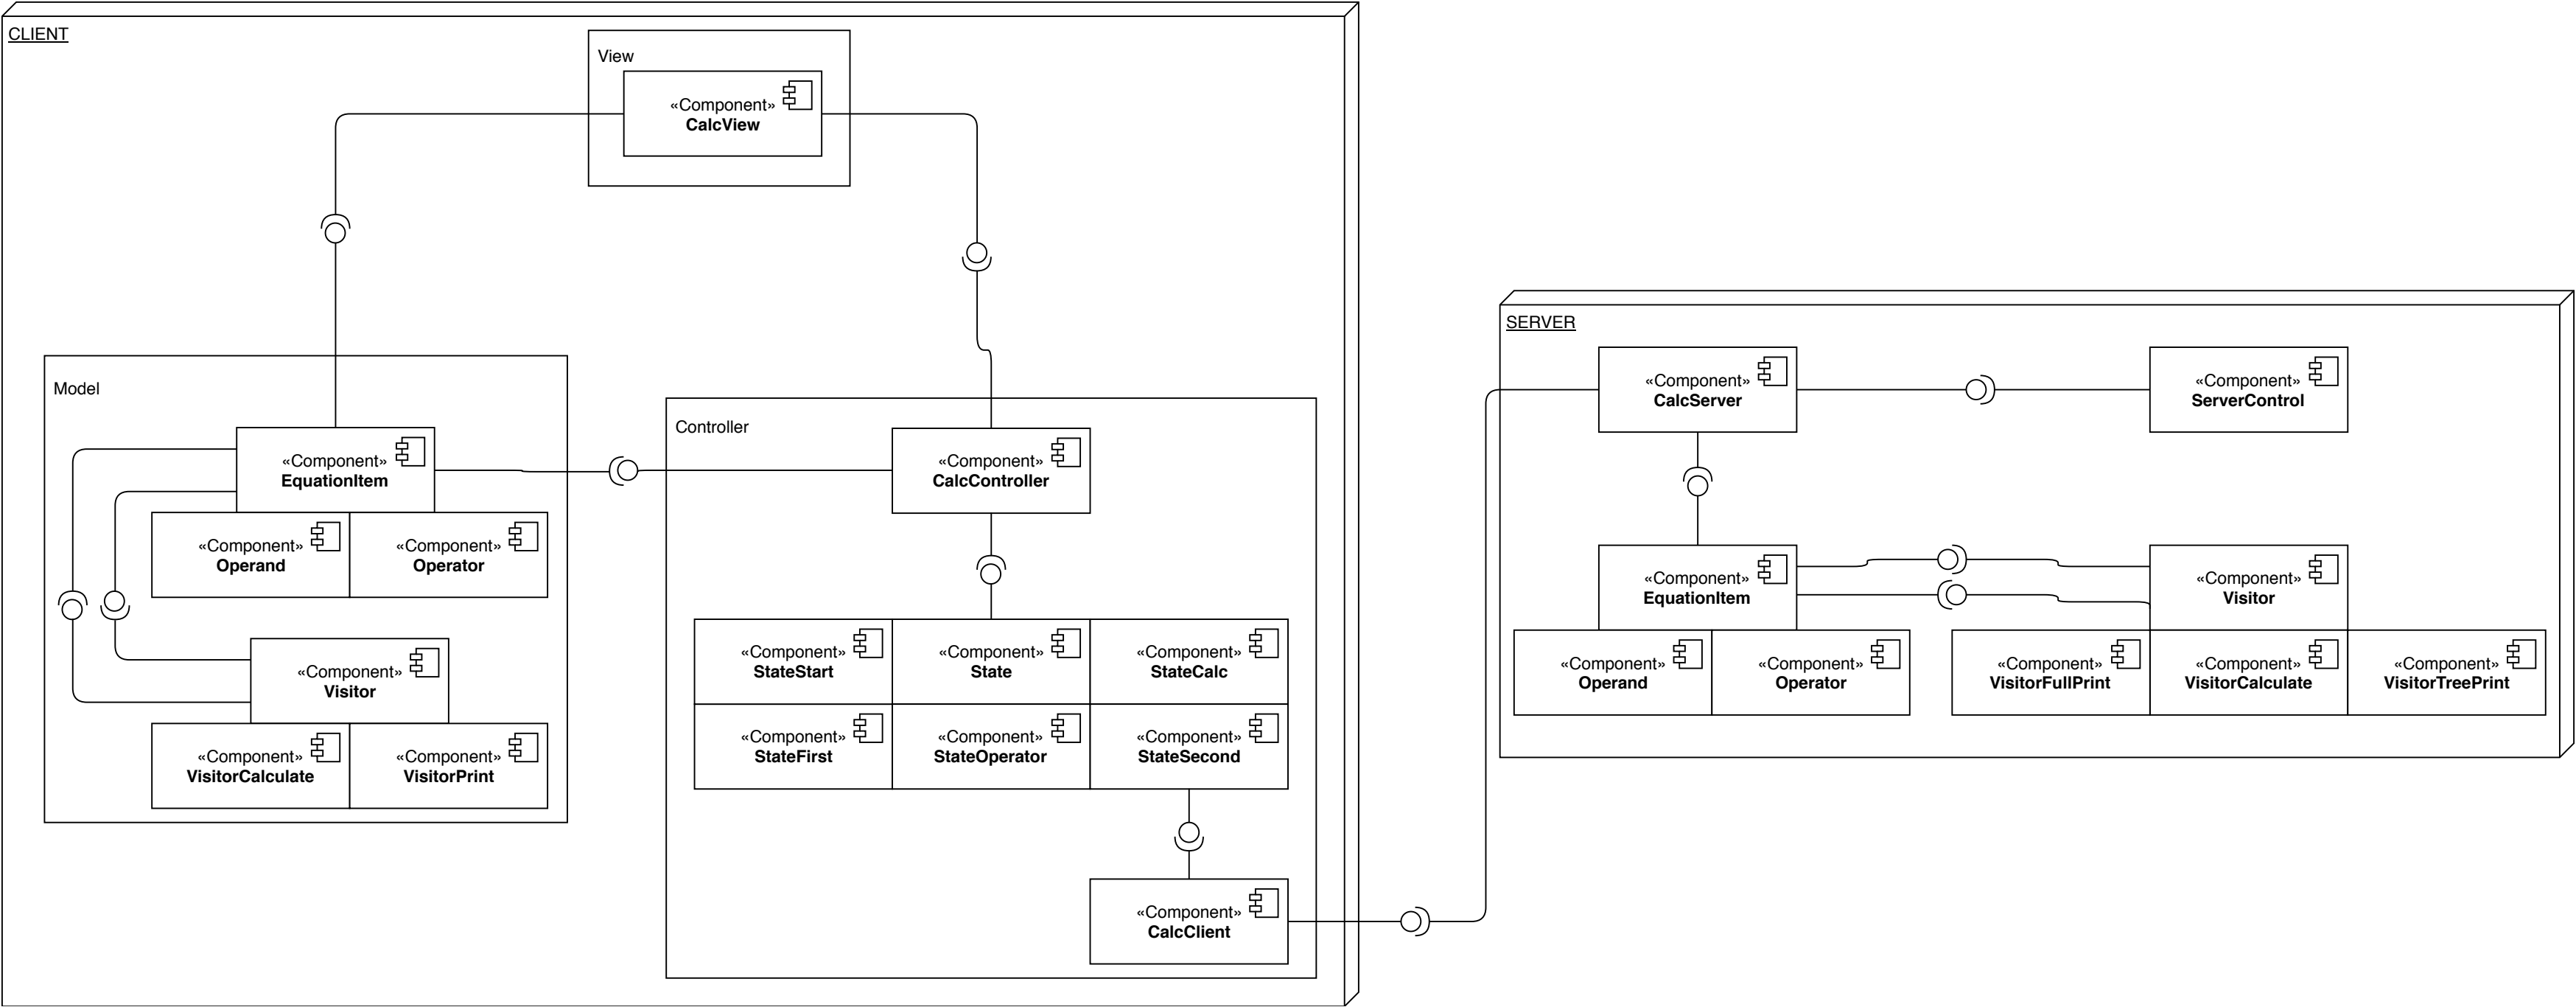 CLIENT
View
«Component»
CalcView
Model
«Component»
EquationItem
«Component»
Operand
«Component»
Operator
«Component»
Visitor
«Component»
VisitorCalculate
«Component»
VisitorPrint
Controller
«Component»
CalcController
«Component»
StateStart
«Component»
State
«Component»
StateCalc
«Component»
StateFirst
«Component»
StateOperator
«Component»
StateSecond
«Component»
CalcClient
SERVER
«Component»
CalcServer
«Component»
ServerControl
«Component»
EquationItem
«Component»
Visitor
«Component»
Operand
«Component»
Operator
«Component»
VisitorFullPrint
«Component»
VisitorCalculate
«Component»
VisitorTreePrint